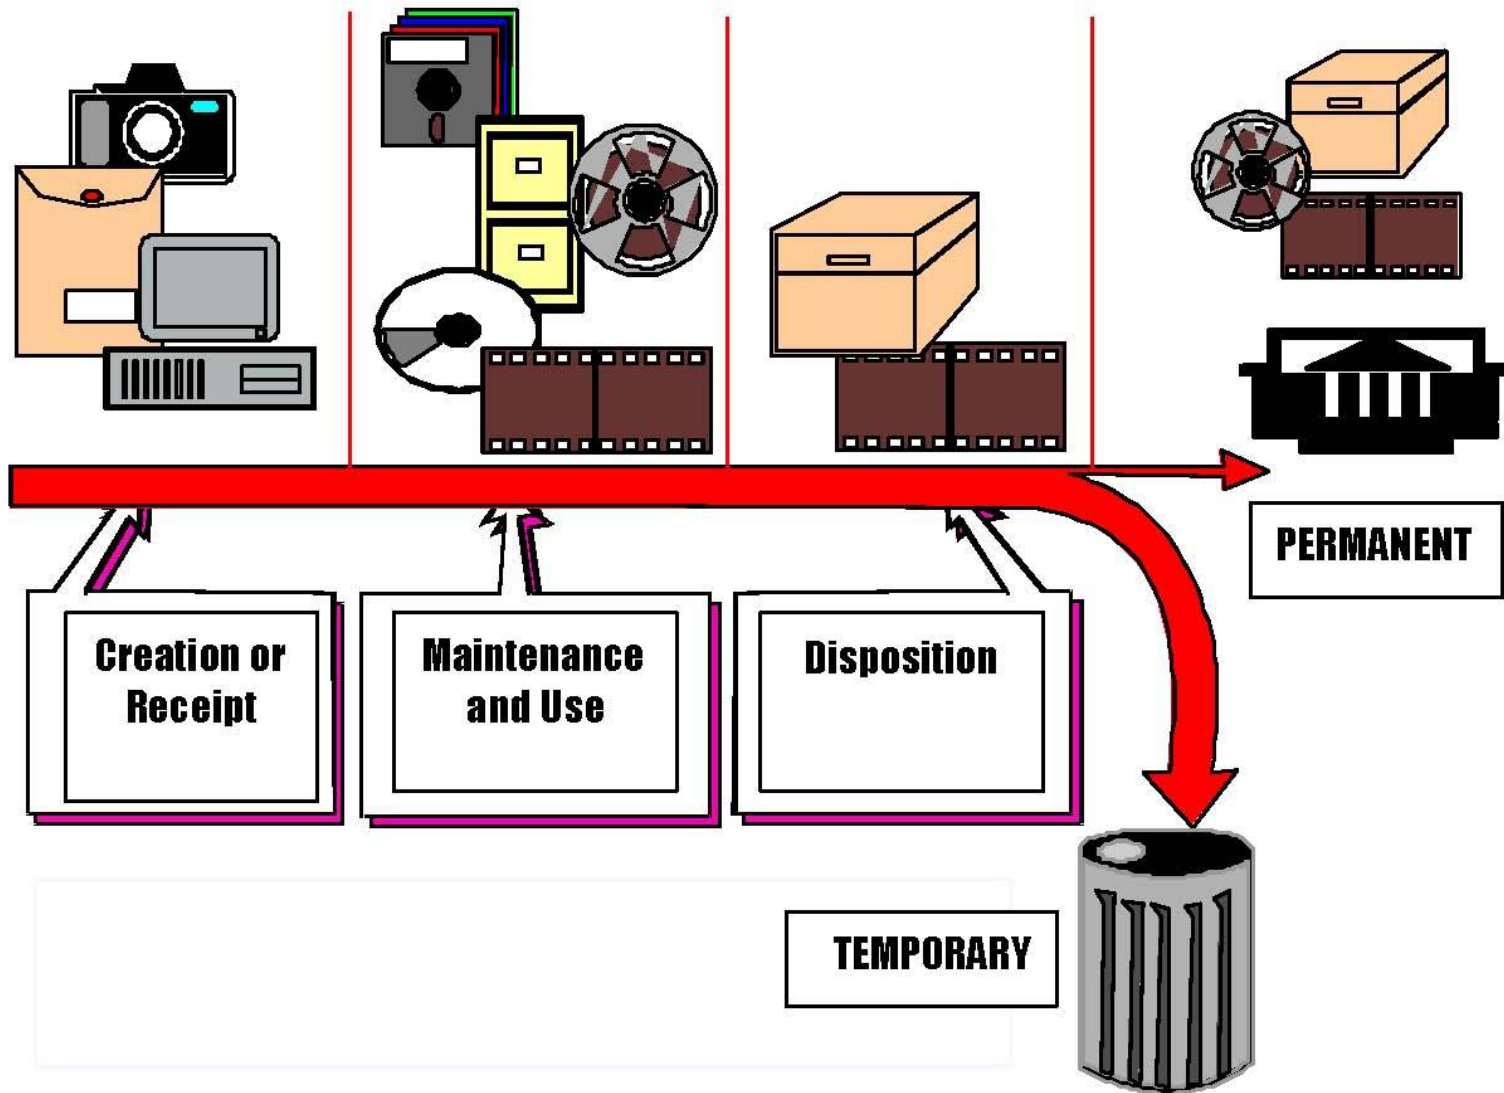 PERMANENT
Creation or
Receipt
Maintenance
and Use
Disposition
TEMPORARY